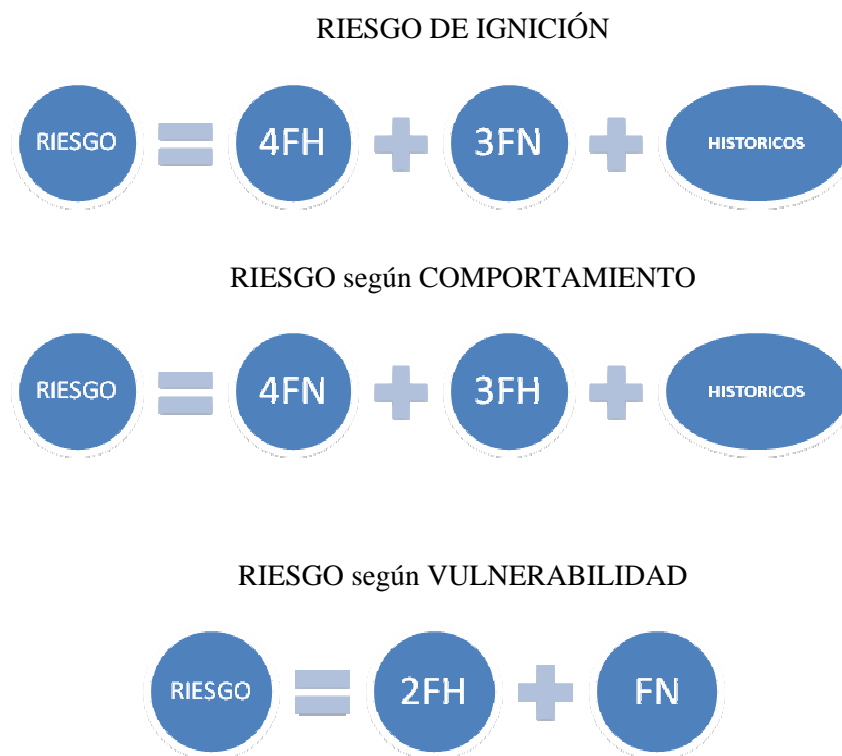 RIESGO DE IGNICIÓN
RIESGO = 4FH + 3FN + HISTORICOS
RIESGO según COMPORTAMIENTO
RIESGO = 4FN + 3FH + HISTORICOS
RIESGO según VULNERABILIDAD
RIESGO = 2FH + FN